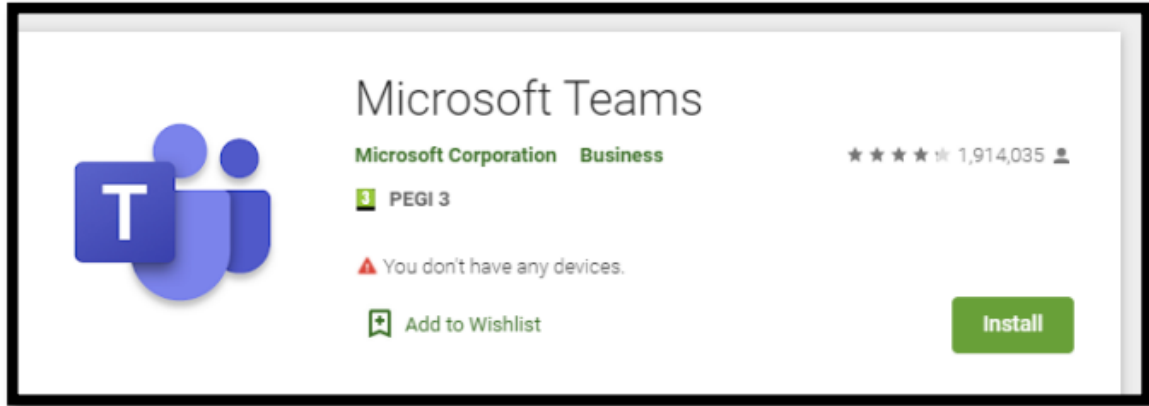 Microsoft Teams
Microsoft Corporation Business 1,914,035
3 PEGI 3
You don't have any devices.
Add to Wishlist
Install
T